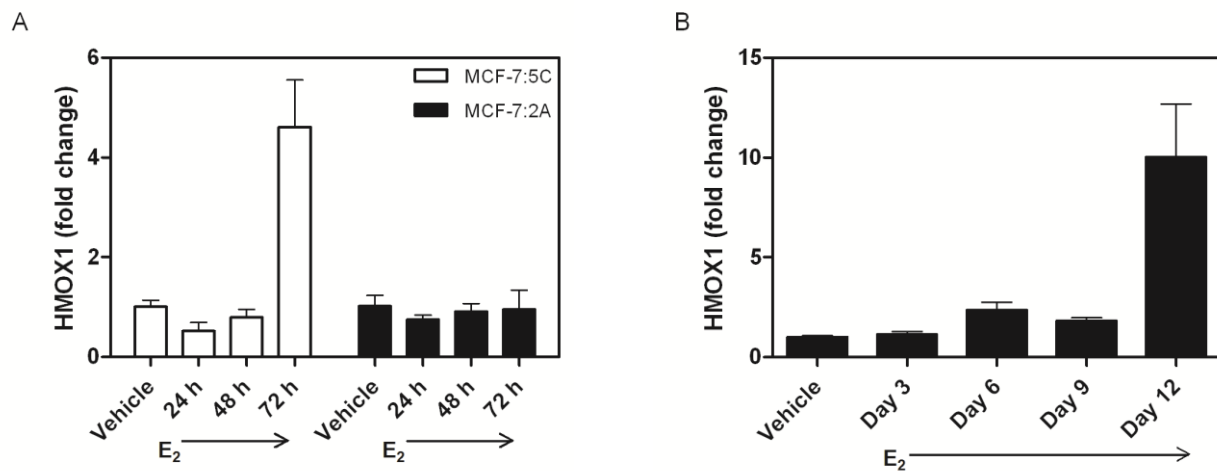 A
HMOX1 (fold change)
6
4
2
0
MCF-7:5C
MCF-7:2A
Vehicle
24 h
48 h
72 h
Vehicle
24 h
48 h
72 h
E2
E2
B
HMOX1 (fold change)
15
10
5
0
Vehicle
Day 3
Day 6
Day 9
Day 12
E2